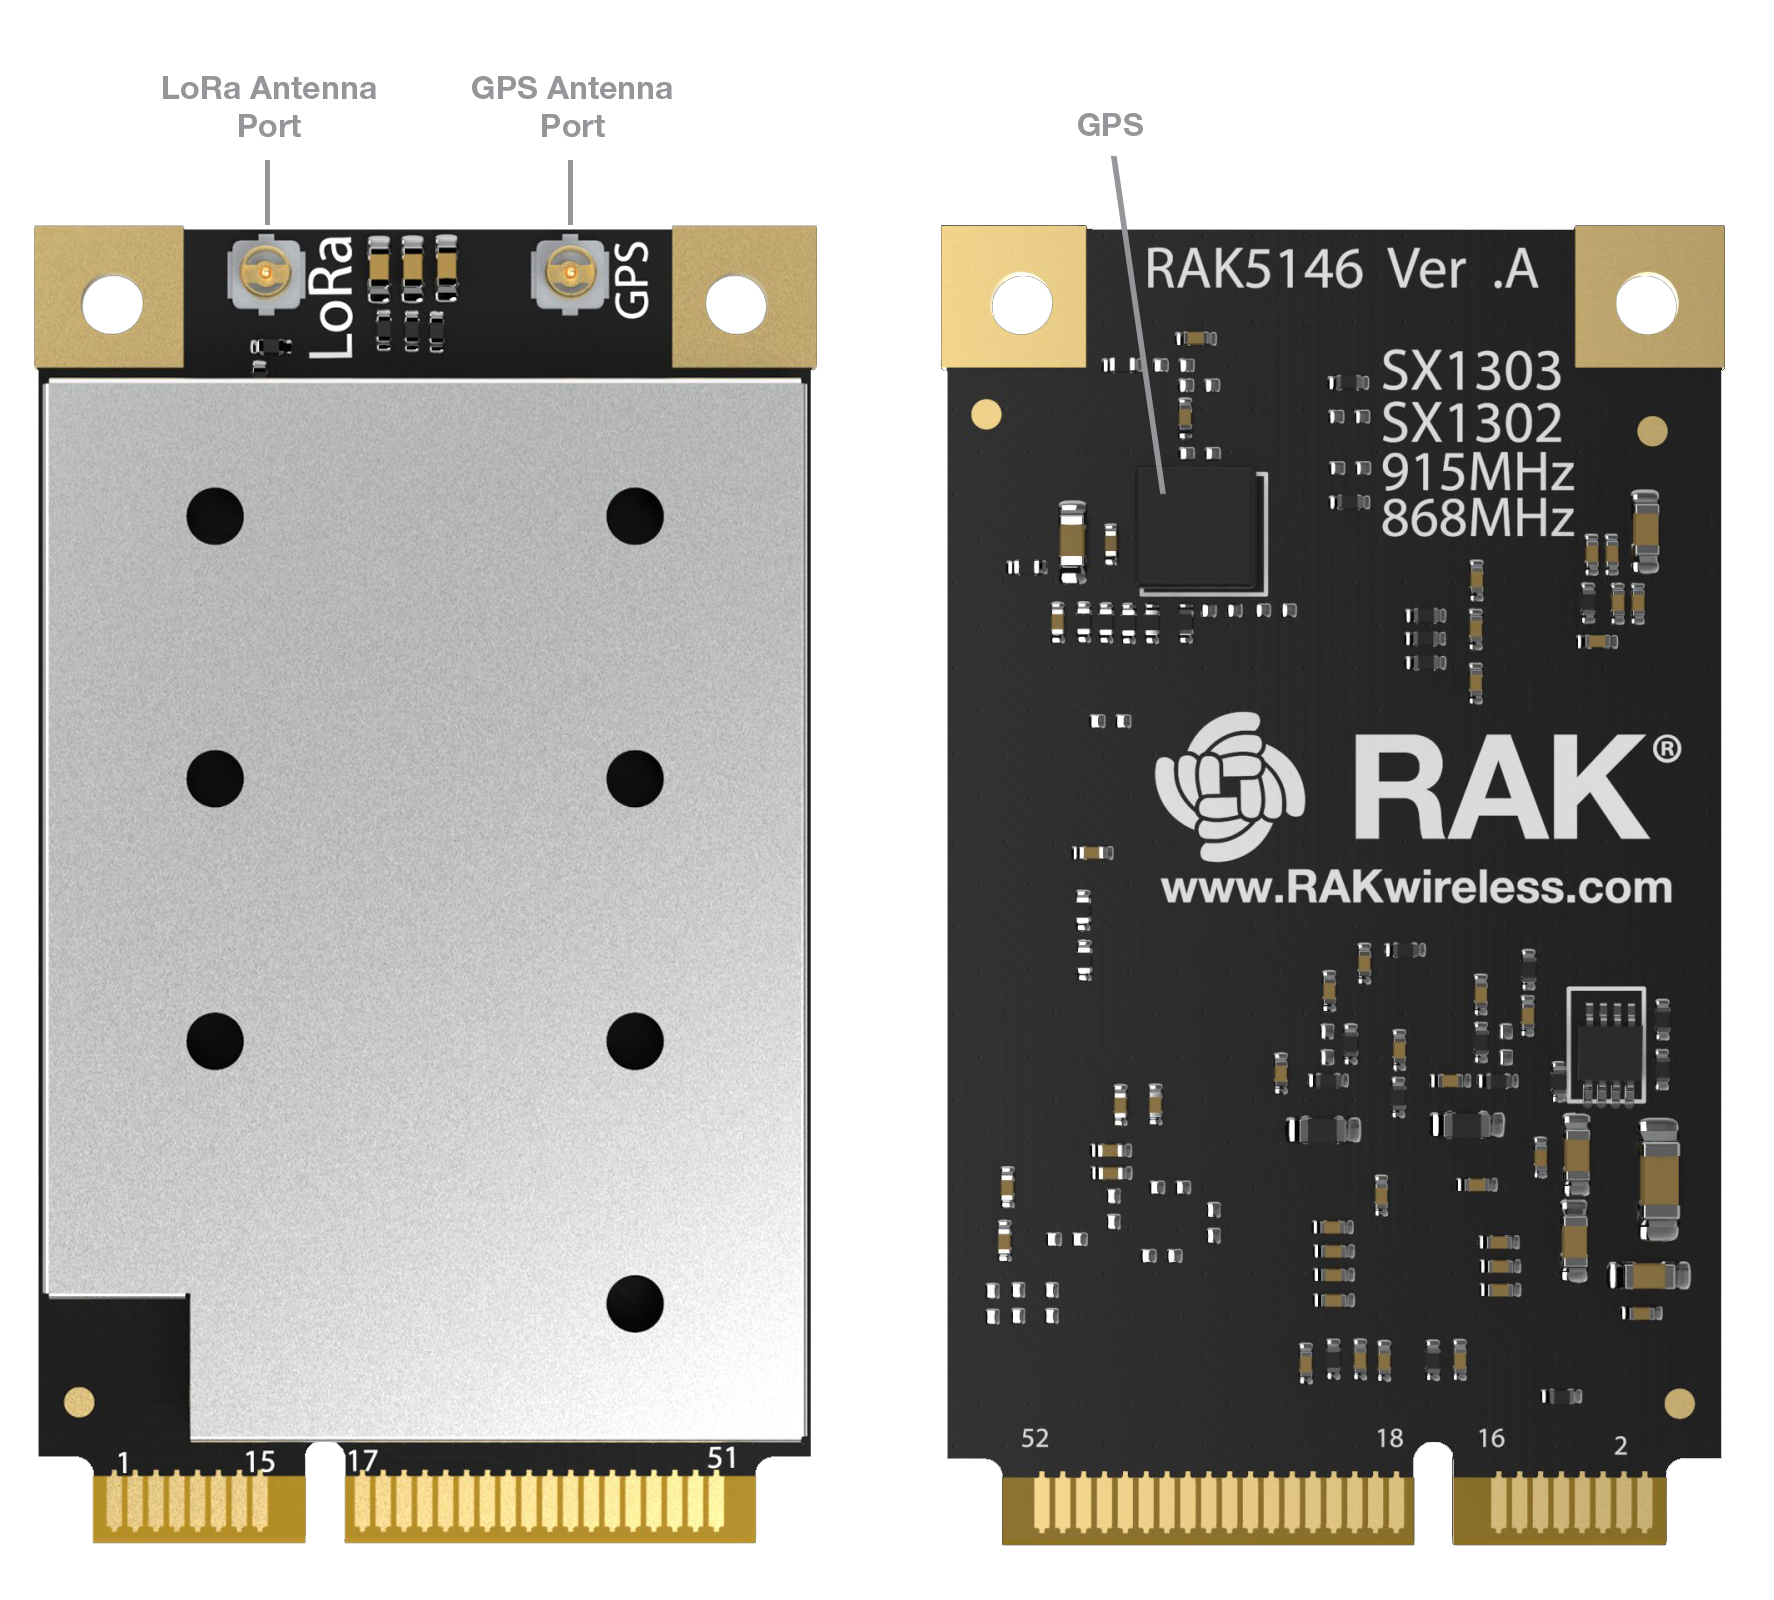 LoRa Antenna
Port
GPS Antenna
Port
GPS
LoRa
GPS
1
15
17
51
RAK5146 Ver .A
SX1303
SX1302
915MHz
868MHz
RAK®
www.RAKwireless.com
52
18
16
2